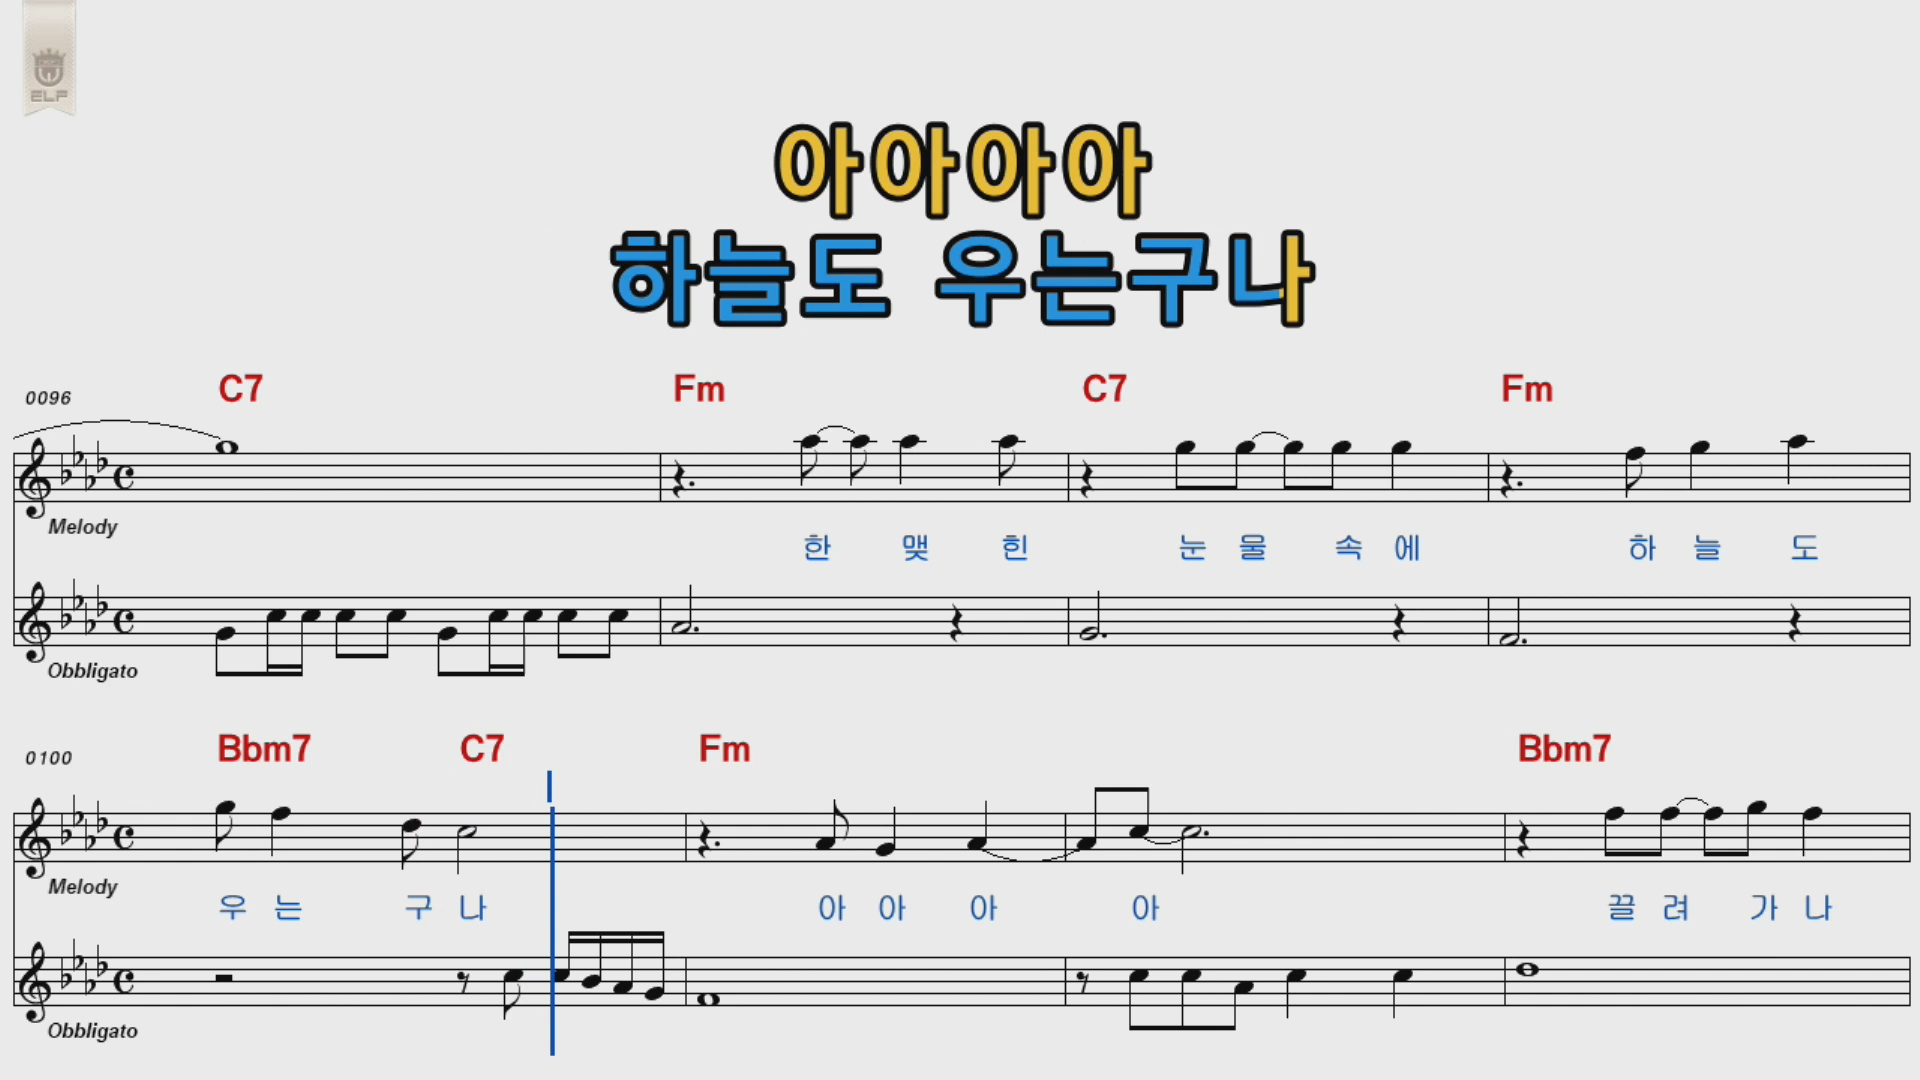 ELF
아아아아
하늘도 우는구나
0096 C7 Fm C7 Fm
Melody
한 맺 힌 눈 물 속 에 하 늘 도
Obbligato
0100 Bbm7 C7 Fm Bbm7
Melody
우 는 구 나 아 아 아 아 끌 려 가 나
Obbligato